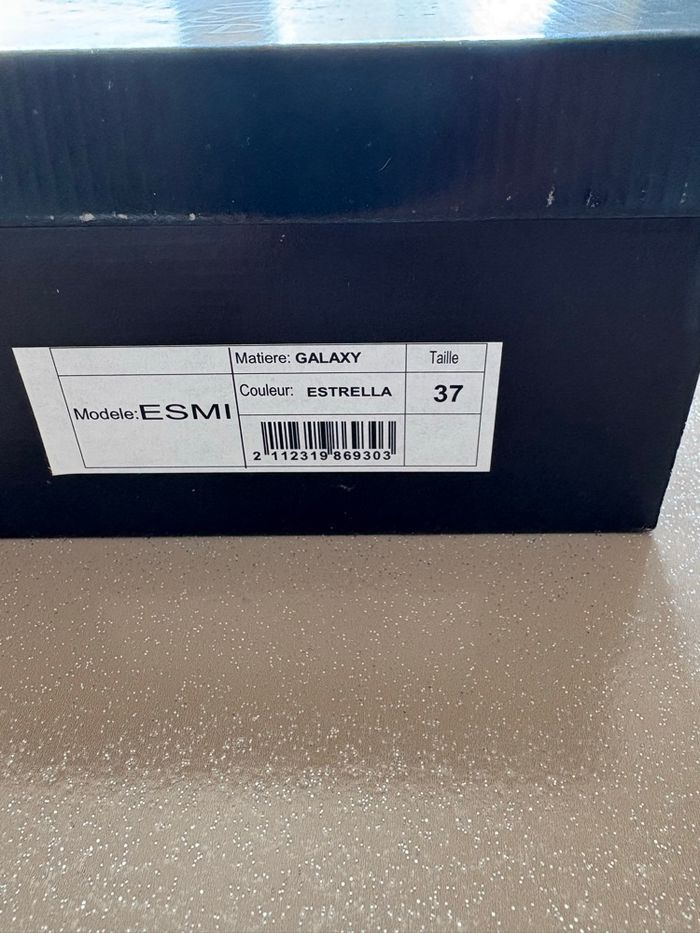 Modele:ESMI
Matiere: GALAXY
Couleur: ESTRELLA
2 112319 869303
Taille
37